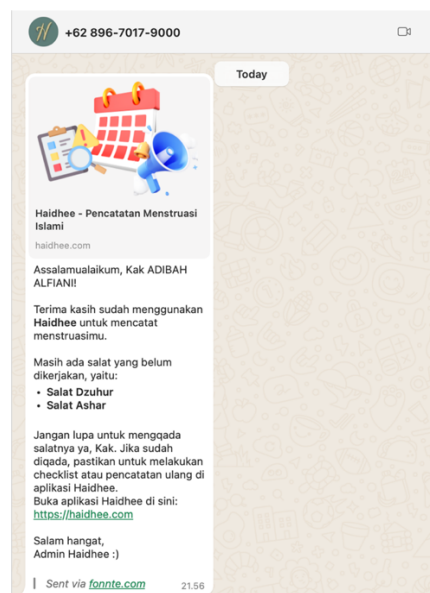 +62 896-7017-9000
Today
Haidhee - Pencatatan Menstruasi
Islami
haidhee.com
Assalamualaikum, Kak ADIBAH
ALFIANI!
Terima kasih sudah menggunakan
Haidhee untuk mencatat
menstruasimu.
Masih ada salat yang belum
dikerjakan, yaitu:
• Salat Dzuhur
• Salat Ashar
Jangan lupa untuk mengqada
salatnya ya, Kak. Jika sudah
diqada, pastikan untuk melakukan
checklist atau pencatatan ulang di
aplikasi Haidhee.
Buka aplikasi Haidhee di sini:
https://haidhee.com
Salam hangat,
Admin Haidhee :)
Sent via fonnte.com
21.56